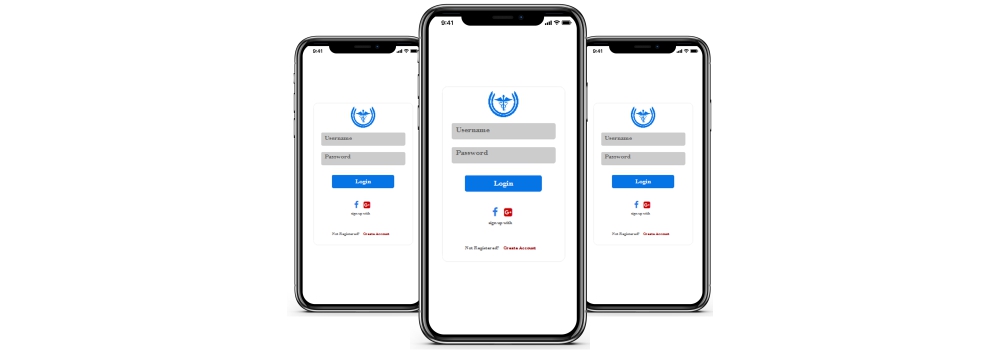 9:41
Username
Password
Login
sign up with
Not Registered? Create Account
9:41
Username
Password
Login
sign up with
Not Registered? Create Account
9:41
Username
Password
Login
sign up with
Not Registered? Create Account